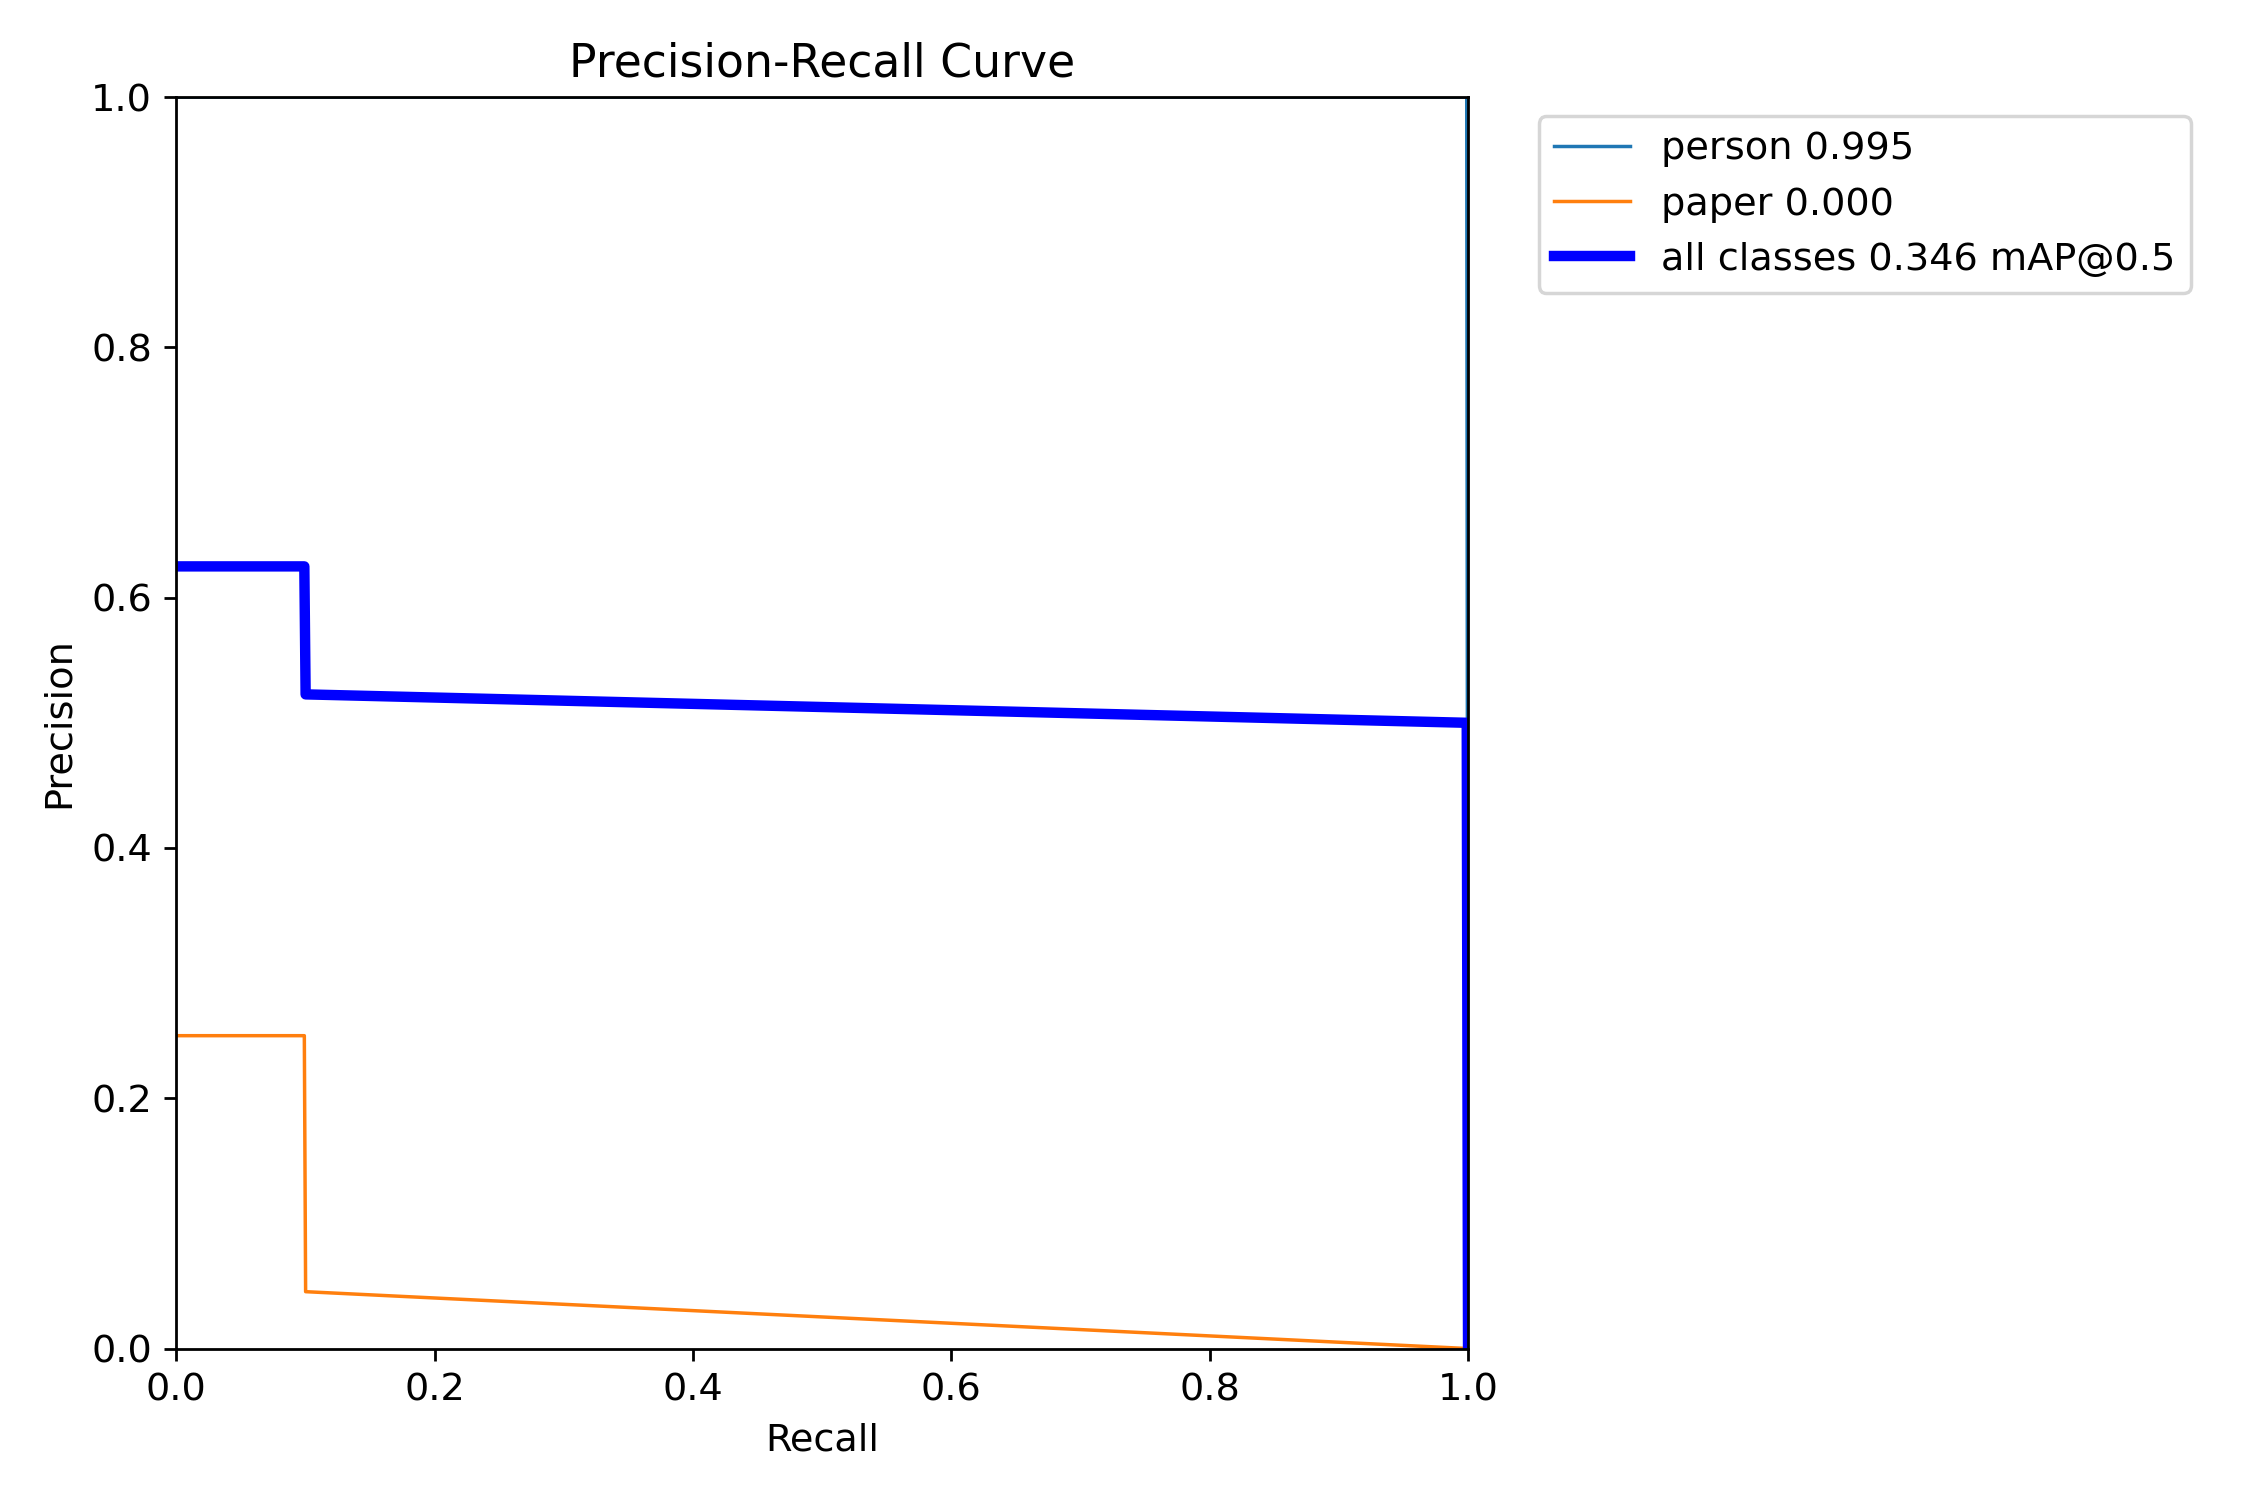 Precision-Recall Curve
1.0
0.8
0.6
0.4
0.2
0.0
Precision
0.0 0.2 0.4 0.6 0.8 1.0
Recall
person 0.995
paper 0.000
all classes 0.346 mAP@0.5